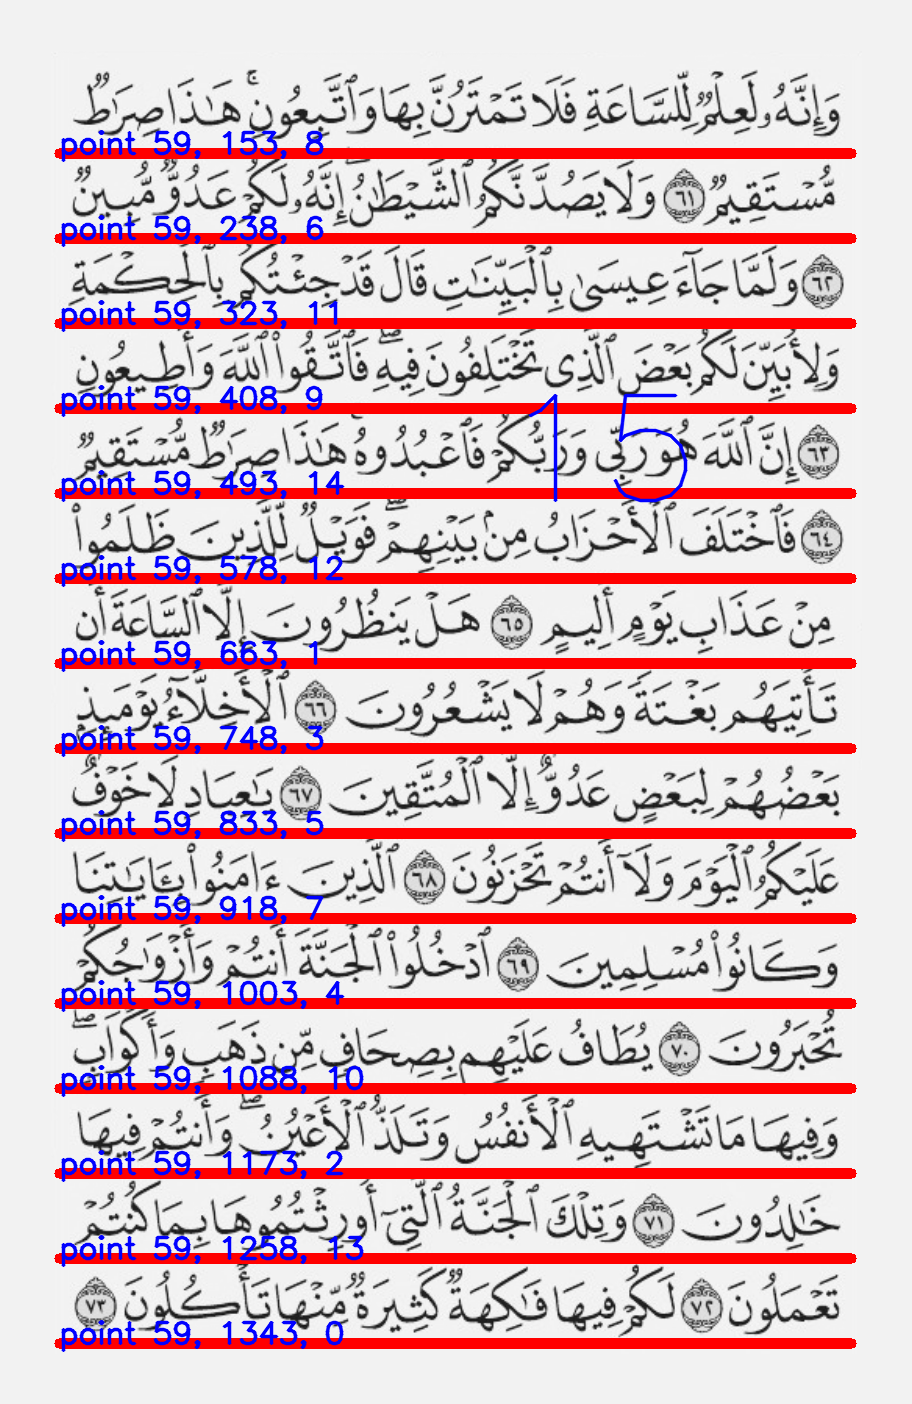 وَإِنَّهُۥ لَعِلْمٌ لِّلسَّاعَةِ فَلَا تَمْتَرُنَّ بِهَا وَٱتَّبِعُونِ ۚ هَـٰذَا صِرَٰطٌ
point 59, 153, 8
مُّسْتَقِيمٌ ٦١ وَلَا يَصُدَّنَّكُمُ ٱلشَّيْطَـٰنُ ۖ إِنَّهُۥ لَكُمْ عَدُوٌّ مُّبِينٌ
point 59, 238, 6
٦٢ وَلَمَّا جَآءَ عِيسَىٰ بِٱلْبَيِّنَـٰتِ قَالَ قَدْ جِئْتُكُم بِٱلْحِكْمَةِ
point 59, 323, 11
وَلِأُبَيِّنَ لَكُم بَعْضَ ٱلَّذِى تَخْتَلِفُونَ فِيهِ ۖ فَٱتَّقُوا۟ ٱللَّهَ وَأَطِيعُونِ
point 59, 408, 9
٦٣ إِنَّ ٱللَّهَ هُوَ رَبِّى وَرَبُّكُمْ فَٱعْبُدُوهُ ۚ هَـٰذَا صِرَٰطٌ مُّسْتَقِيمٌ
15
point 59, 493, 14
٦٤ فَٱخْتَلَفَ ٱلْأَحْزَابُ مِنۢ بَيْنِهِمْ ۖ فَوَيْلٌ لِّلَّذِينَ ظَلَمُوا۟
point 59, 578, 12
مِنْ عَذَابِ يَوْمٍ أَلِيمٍ ٦٥ هَلْ يَنظُرُونَ إِلَّا ٱلسَّاعَةَ أَن
point 59, 663, 1
تَأْتِيَهُم بَغْتَةً وَهُمْ لَا يَشْعُرُونَ ٦٦ ٱلْأَخِلَّآءُ يَوْمَئِذٍۭ
point 59, 748, 3
بَعْضُهُمْ لِبَعْضٍ عَدُوٌّ إِلَّا ٱلْمُتَّقِينَ ٦٧ يَـٰعِبَادِ لَا خَوْفٌ
point 59, 833, 5
عَلَيْكُمُ ٱلْيَوْمَ وَلَآ أَنتُمْ تَحْزَنُونَ ٦٨ ٱلَّذِينَ ءَامَنُوا۟ بِـَٔايَـٰتِنَا
point 59, 918, 7
وَكَانُوا۟ مُسْلِمِينَ ٦٩ ٱدْخُلُوا۟ ٱلْجَنَّةَ أَنتُمْ وَأَزْوَٰجُكُمْ
point 59, 1003, 4
تُحْبَرُونَ ٧٠ يُطَافُ عَلَيْهِم بِصِحَافٍ مِّن ذَهَبٍ وَأَكْوَابٍ ۖ
point 59, 1088, 10
وَفِيهَا مَا تَشْتَهِيهِ ٱلْأَنفُسُ وَتَلَذُّ ٱلْأَعْيُنُ ۖ وَأَنتُمْ فِيهَا
point 59, 1173, 2
خَـٰلِدُونَ ٧١ وَتِلْكَ ٱلْجَنَّةُ ٱلَّتِىٓ أُورِثْتُمُوهَا بِمَا كُنتُمْ
point 59, 1258, 13
تَعْمَلُونَ ٧٢ لَكُمْ فِيهَا فَـٰكِهَةٌ كَثِيرَةٌ مِّنْهَا تَأْكُلُونَ ٧٣
point 59, 1343, 0